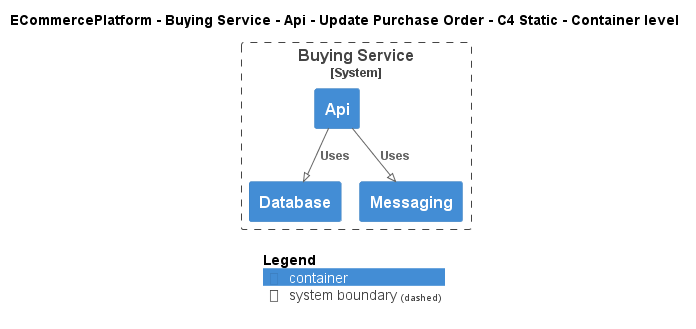 ECommercePlatform - Buying Service - Api - Update Purchase Order - C4 Static - Container level
Buying Service
[System]
Api
Uses Uses
Database Messaging
Legend
container
system boundary (dashed)